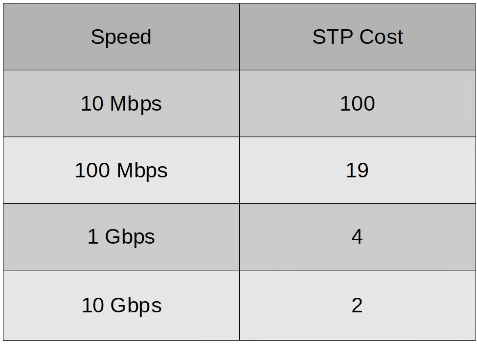 Speed STP Cost
10 Mbps 100
100 Mbps 19
1 Gbps 4
10 Gbps 2